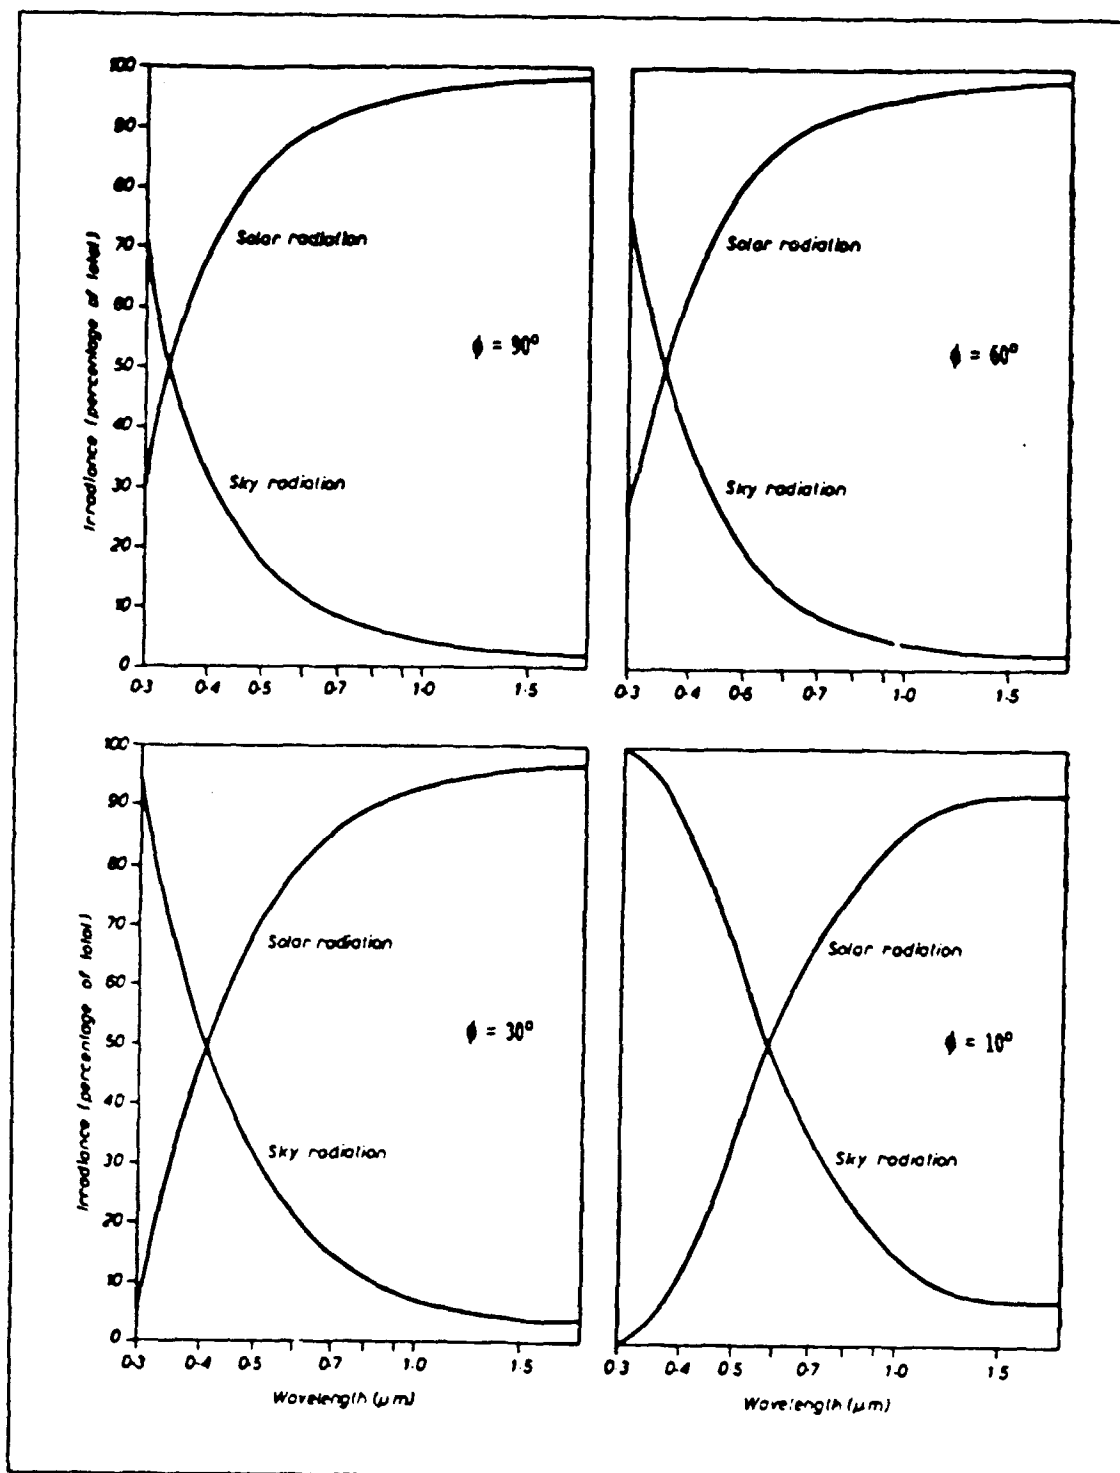 100
90
80
70
60
50
40
30
20
10
0
Irradiance (percentage of total)
Solar radiation
ϕ = 90°
Sky radiation
0·3 0·4 0·5 0·7 1·0 1·5
Solar radiation
ϕ = 60°
Sky radiation
0·3 0·4 0·5 0·7 1·0 1·5
100
90
80
70
60
50
40
30
20
10
0
Irradiance (percentage of total)
Solar radiation
ϕ = 30°
Sky radiation
0·3 0·4 0·5 0·7 1·0 1·5
Wavelength (μm)
Solar radiation
ϕ = 10°
Sky radiation
0·3 0·4 0·5 0·7 1·0 1·5
Wavelength (μm)